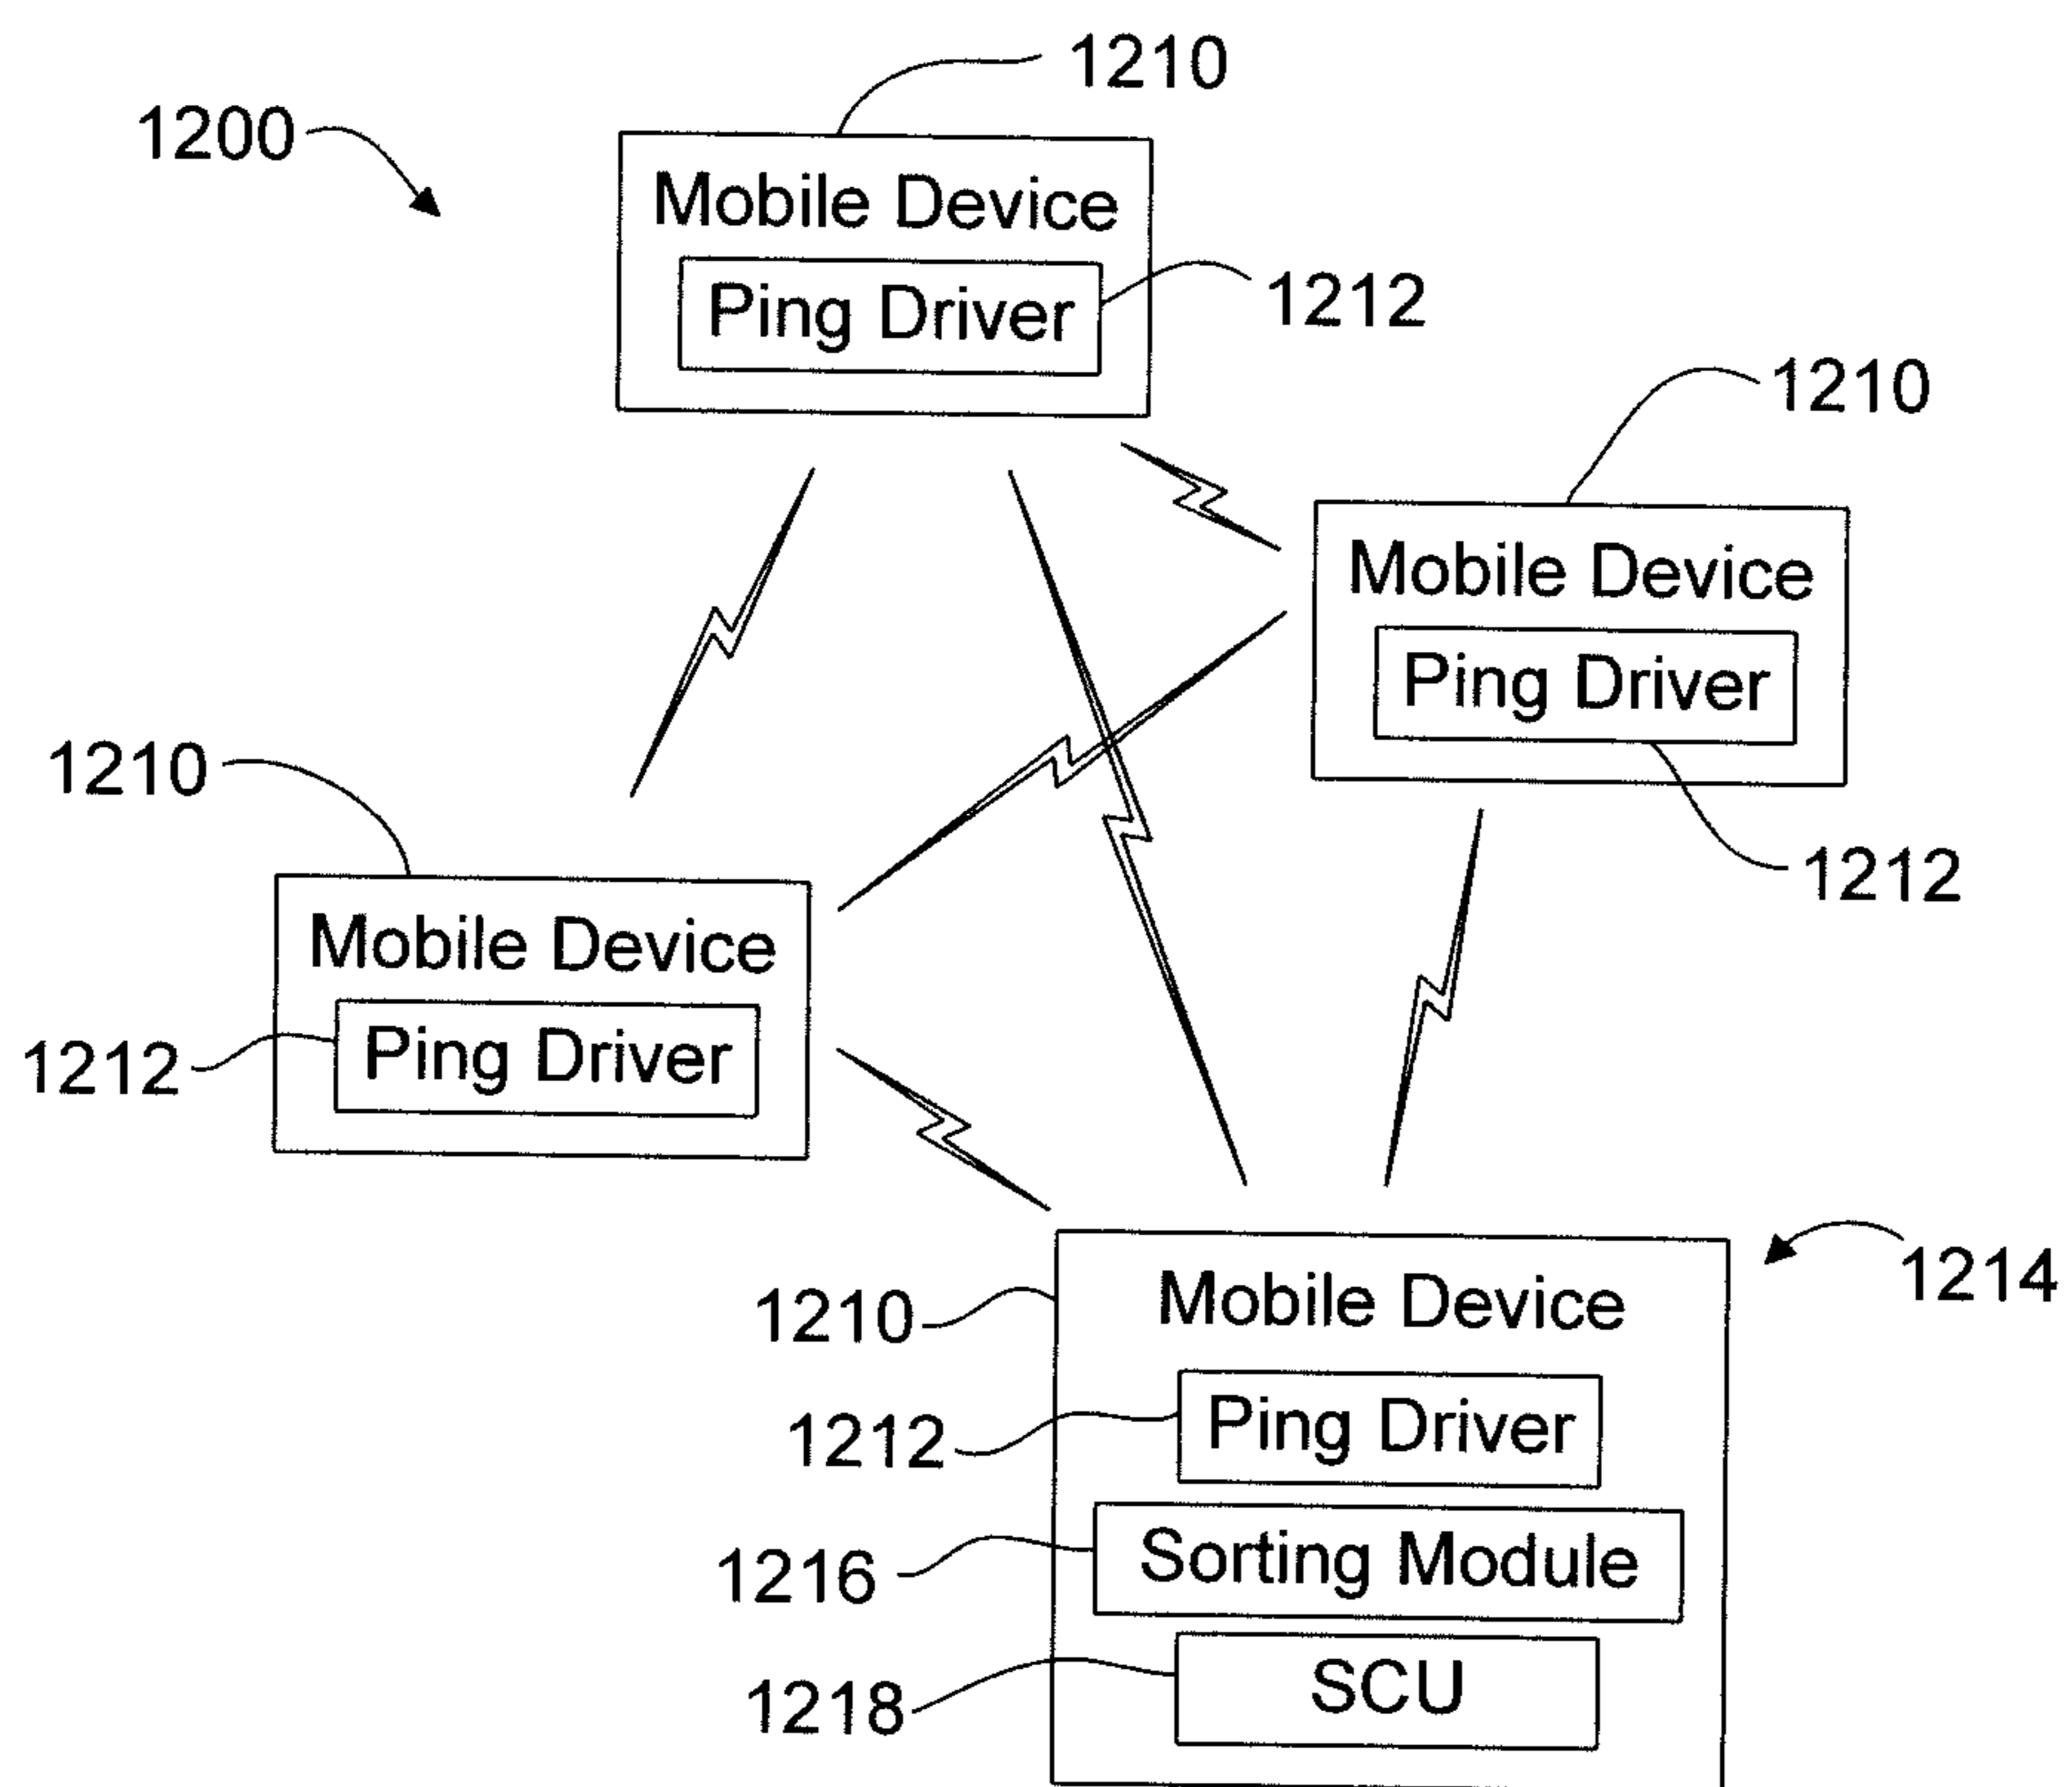 1210
1200
Mobile Device
Ping Driver
1212
1210
Mobile Device
Ping Driver
1212
1210
Mobile Device
Ping Driver
1212
1214
1210
Mobile Device
1212
Ping Driver
1216
Sorting Module
1218
SCU